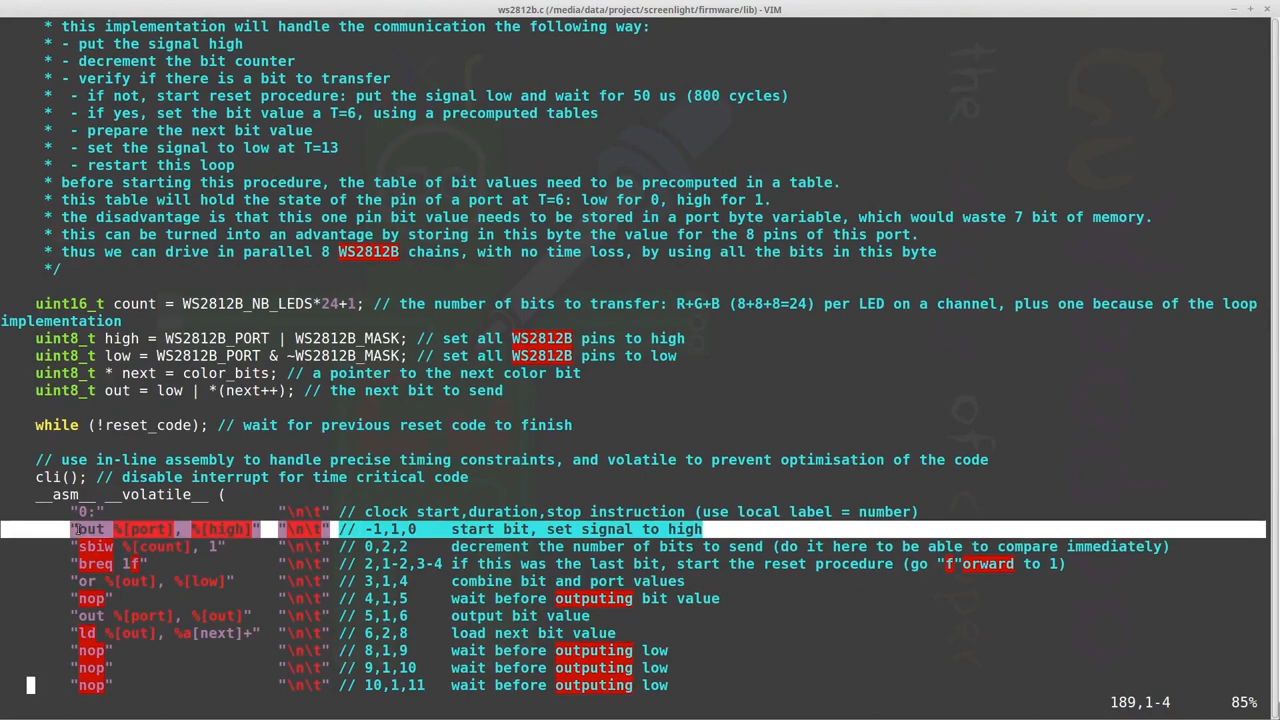 ws2812b.c (/media/data/project/screenlight/firmware/lib) - VIM
* this implementation will handle the communication the following way:
* - put the signal high
* - decrement the bit counter
* - verify if there is a bit to transfer
*  - if not, start reset procedure: put the signal low and wait for 50 us (800 cycles)
*  - if yes, set the bit value a T=6, using a precomputed tables
*  - prepare the next bit value
*  - set the signal to low at T=13
*  - restart this loop
* before starting this procedure, the table of bit values need to be precomputed in a table.
* this table will hold the state of the pin of a port at T=6: low for 0, high for 1.
* the disadvantage is that this one pin bit value needs to be stored in a port byte variable, which would waste 7 bit of memory.
* this can be turned into an advantage by storing in this byte the value for the 8 pins of this port.
* thus we can drive in parallel 8 WS2812B chains, with no time loss, by using all the bits in this byte
*/
uint16_t count = WS2812B_NB_LEDS*24+1; // the number of bits to transfer: R+G+B (8+8+8=24) per LED on a channel, plus one because of the loop
implementation
uint8_t high = WS2812B_PORT | WS2812B_MASK; // set all WS2812B pins to high
uint8_t low = WS2812B_PORT & ~WS2812B_MASK; // set all WS2812B pins to low
uint8_t * next = color_bits; // a pointer to the next color bit
uint8_t out = low | *(next++); // the next bit to send
while (!reset_code); // wait for previous reset code to finish
// use in-line assembly to handle precise timing constraints, and volatile to prevent optimisation of the code
cli(); // disable interrupt for time critical code
__asm__ __volatile__ (
"0:" "\n\t" // clock start,duration,stop instruction (use local label = number)
"out %[port], %[high]" "\n\t" // -1,1,0 start bit, set signal to high
"sbiw %[count], 1" "\n\t" // 0,2,2 decrement the number of bits to send (do it here to be able to compare immediately)
"breq 1f" "\n\t" // 2,1-2,3-4 if this was the last bit, start the reset procedure (go "f"orward to 1)
"or %[out], %[low]" "\n\t" // 3,1,4 combine bit and port values
"nop" "\n\t" // 4,1,5 wait before outputing bit value
"out %[port], %[out]" "\n\t" // 5,1,6 output bit value
"ld %[out], %a[next]+" "\n\t" // 6,2,8 load next bit value
"nop" "\n\t" // 8,1,9 wait before outputing low
"nop" "\n\t" // 9,1,10 wait before outputing low
"nop" "\n\t" // 10,1,11 wait before outputing low
189,1-4 85%